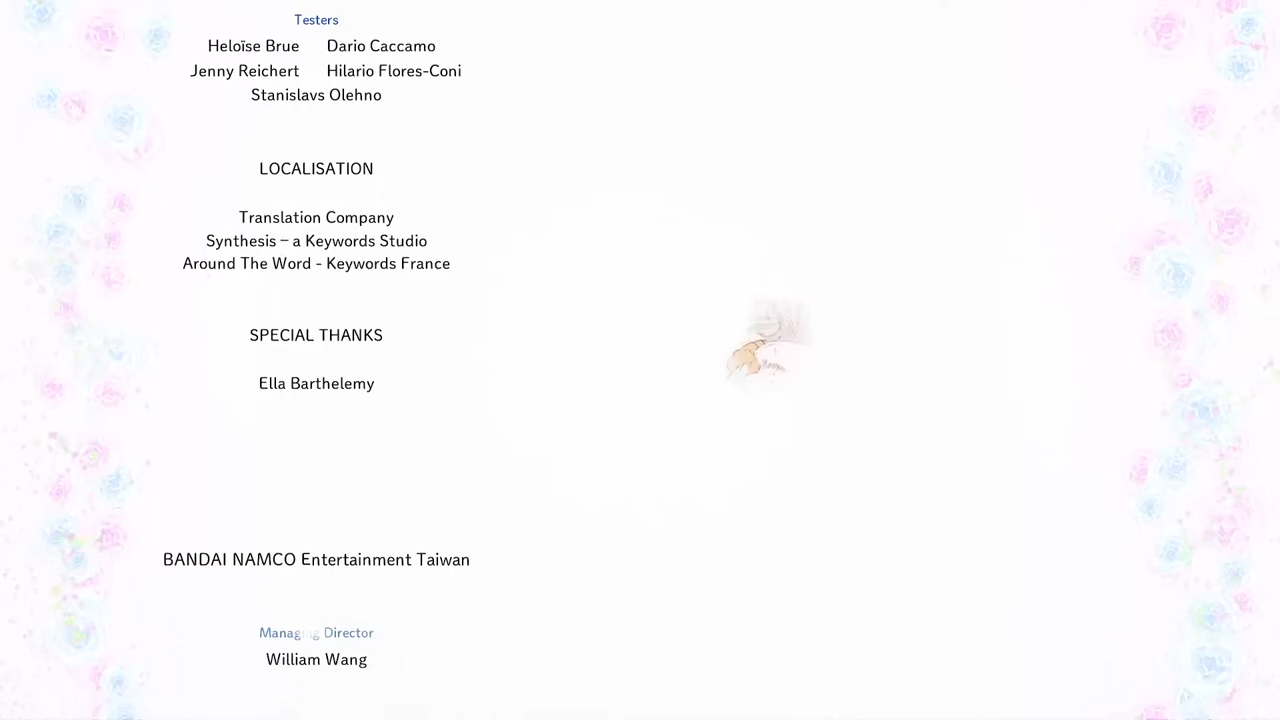 Testers
Heloïse Brue Dario Caccamo
Jenny Reichert Hilario Flores-Coni
Stanislavs Olehno
LOCALISATION
Translation Company
Synthesis – a Keywords Studio
Around The Word - Keywords France
SPECIAL THANKS
Ella Barthelemy
BANDAI NAMCO Entertainment Taiwan
Managing Director
William Wang